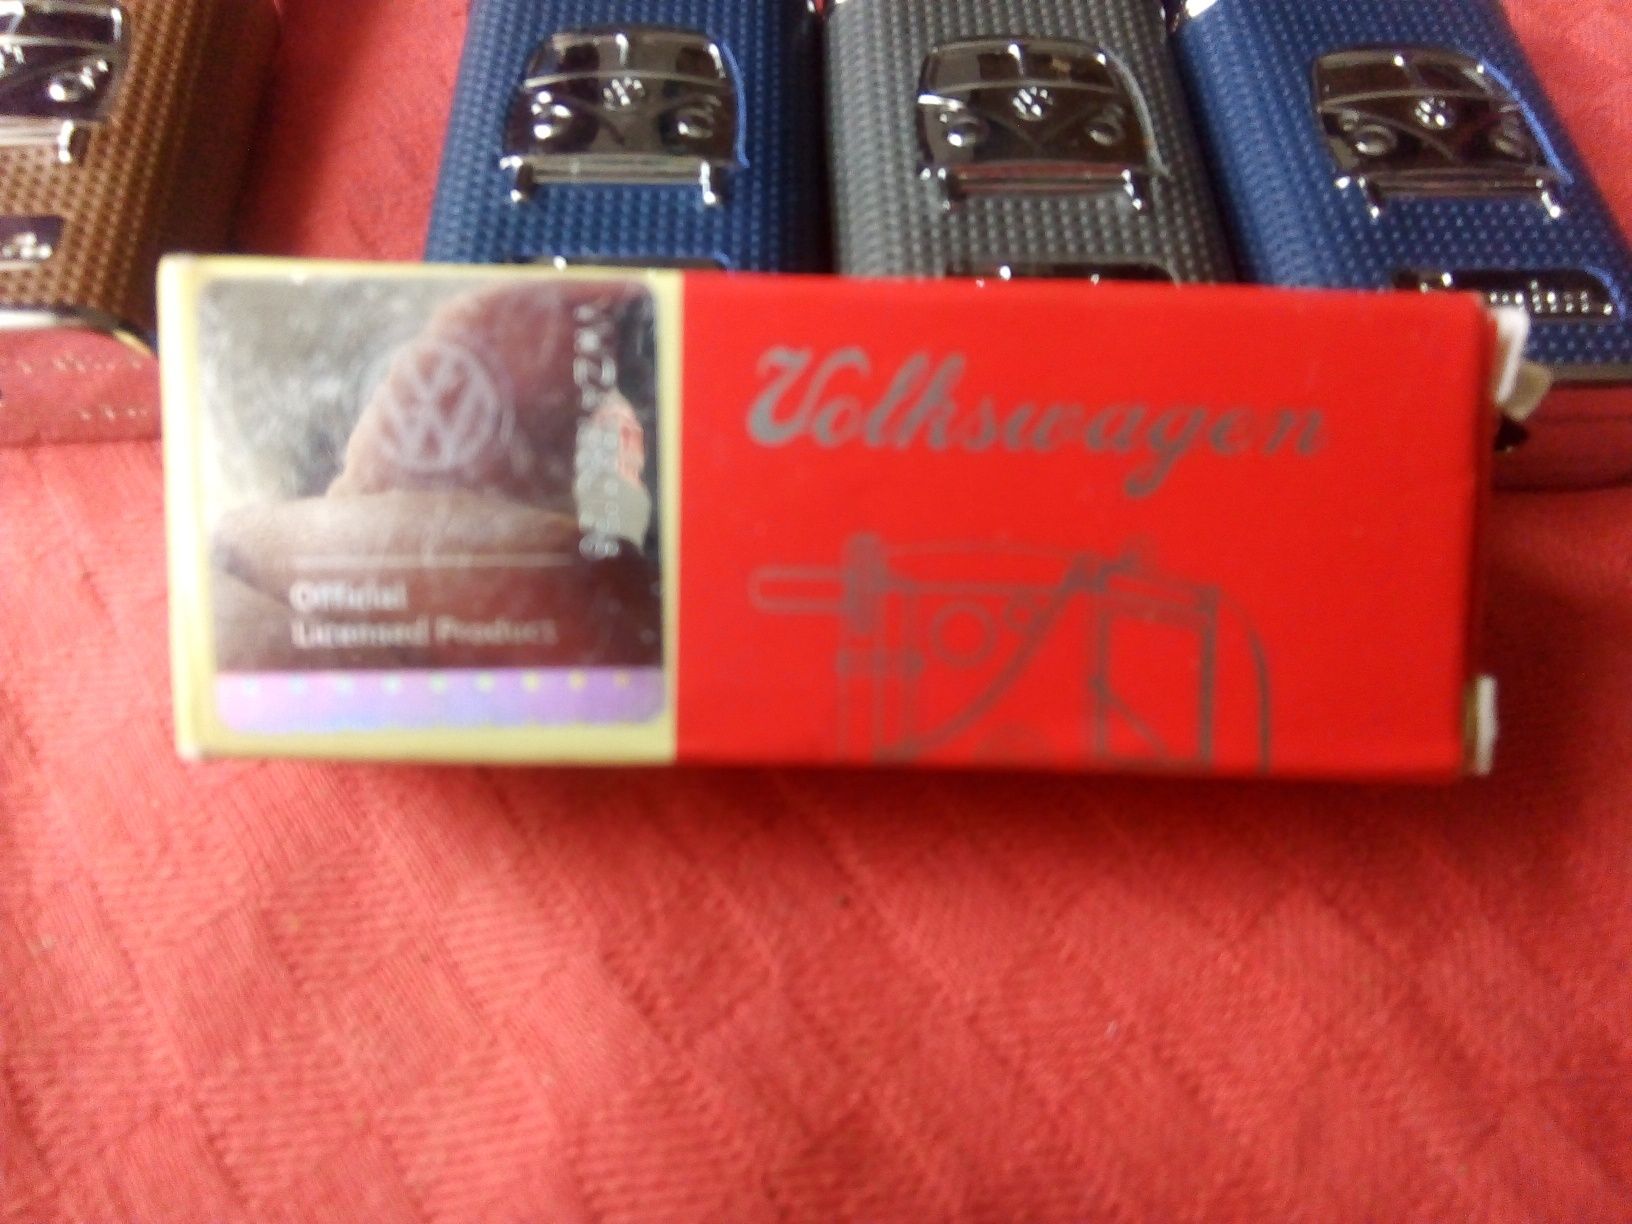 Volkswagen
Official
Licensed Product